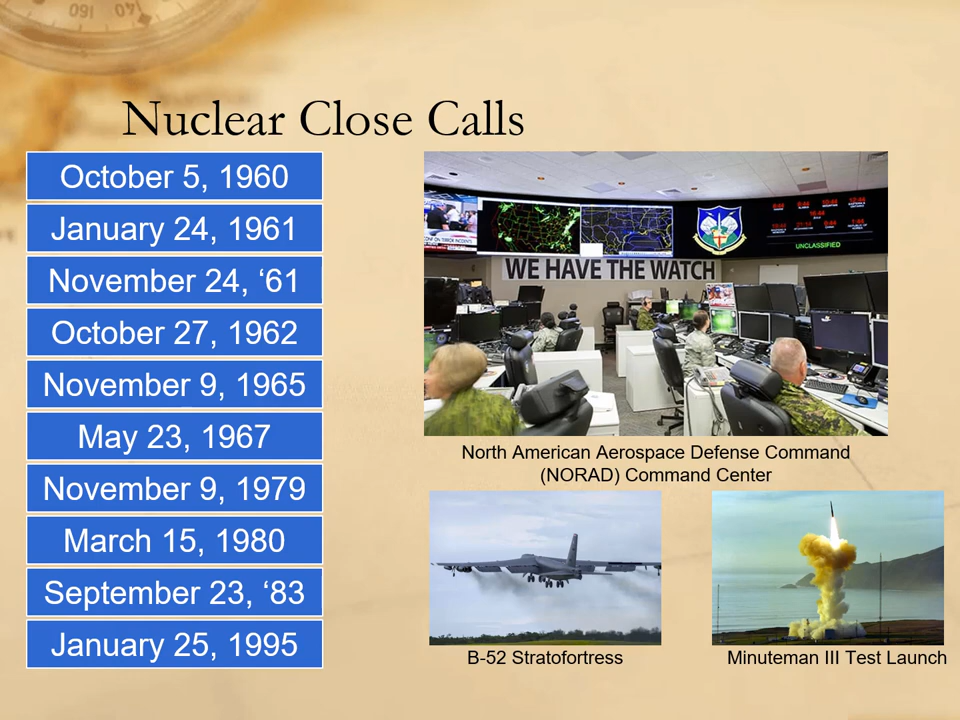 Nuclear Close Calls
October 5, 1960
January 24, 1961
November 24, ‘61
October 27, 1962
November 9, 1965
May 23, 1967
November 9, 1979
March 15, 1980
September 23, ‘83
January 25, 1995
UNCLASSIFIED
WE HAVE THE WATCH
North American Aerospace Defense Command
(NORAD) Command Center
B-52 Stratofortress
Minuteman III Test Launch